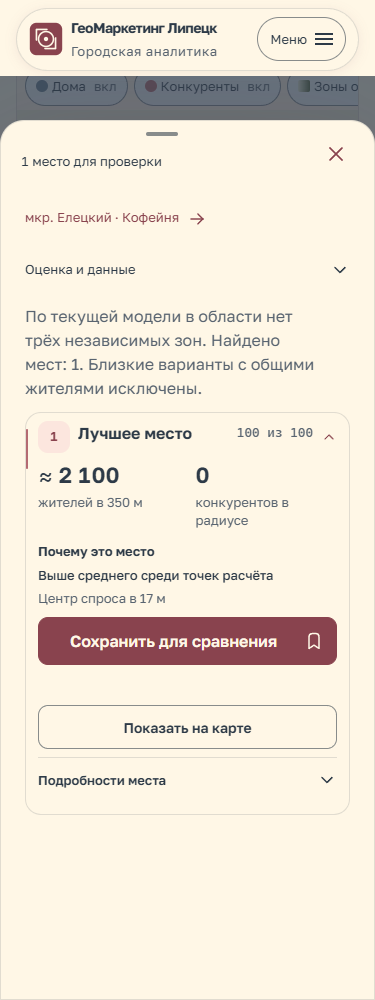 ГеоМаркетинг Липецк
Городская аналитика
Меню
Дома вкл
Конкуренты вкл
Зоны о
1 место для проверки
мкр. Елецкий · Кофейня
Оценка и данные
По текущей модели в области нет
трёх независимых зон. Найдено
мест: 1. Близкие варианты с общими
жителями исключены.
1
Лучшее место
100 из 100
≈ 2 100
жителей в 350 м
0
конкурентов в
радиусе
Почему это место
Выше среднего среди точек расчёта
Центр спроса в 17 м
Сохранить для сравнения
Показать на карте
Подробности места